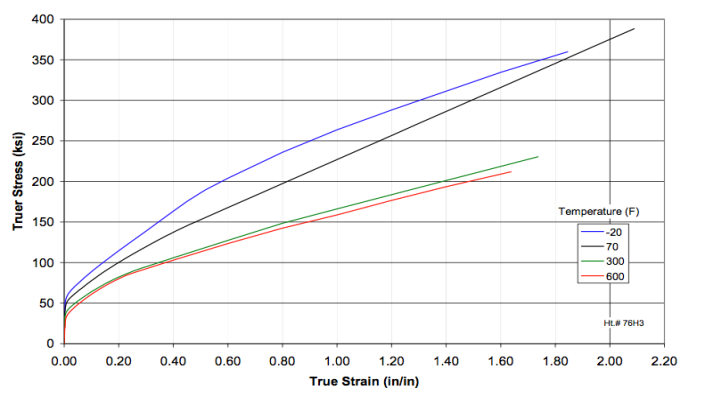 400
350
300
250
200
150
100
50
0
Truer Stress (ksi)
Temperature (F)
-20
70
300
600
Ht.# 76H3
0.00 0.20 0.40 0.60 0.80 1.00 1.20 1.40 1.60 1.80 2.00 2.20
True Strain (in/in)